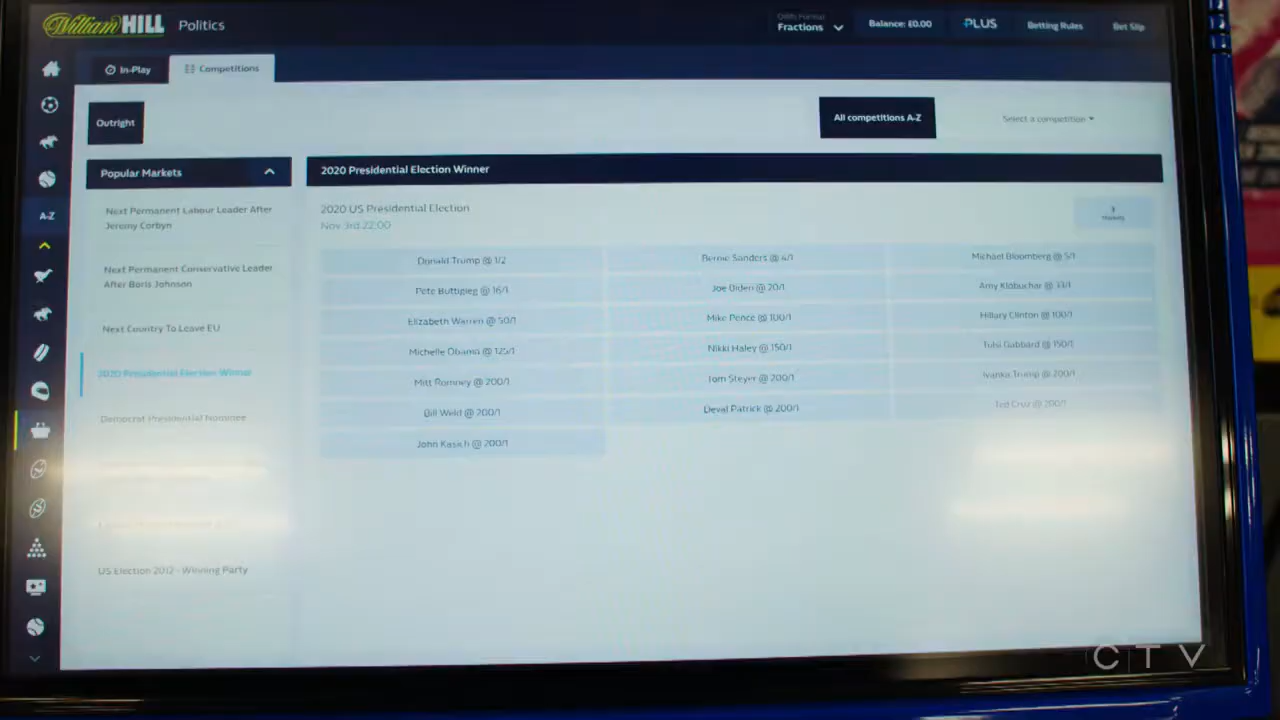 William HILL Politics
Odds Format
Fractions
Balance: £0.00
PLUS
Betting Rules
Bet Slip
In-Play
Competitions
Outright
All competitions A-Z
Select a competition
Popular Markets
2020 Presidential Election Winner
A-Z
Next Permanent Labour Leader After
Jeremy Corbyn
Next Permanent Conservative Leader
After Boris Johnson
Next Country To Leave EU
2020 Presidential Election Winner
Democrat Presidential Nominee
US Election 2012 - Winning Party
2020 US Presidential Election
Nov 3rd 22:00
Markets
Donald Trump @ 1/2
Bernie Sanders @ 4/1
Michael Bloomberg @ 5/1
Pete Buttigieg @ 16/1
Joe Biden @ 20/1
Amy Klobuchar @ 33/1
Elizabeth Warren @ 50/1
Mike Pence @ 100/1
Hillary Clinton @ 100/1
Michelle Obama @ 125/1
Nikki Haley @ 150/1
Tulsi Gabbard @ 150/1
Mitt Romney @ 200/1
Tom Steyer @ 200/1
Ivanka Trump @ 200/1
Bill Weld @ 200/1
Deval Patrick @ 200/1
Ted Cruz @ 200/1
John Kasich @ 200/1
CTV